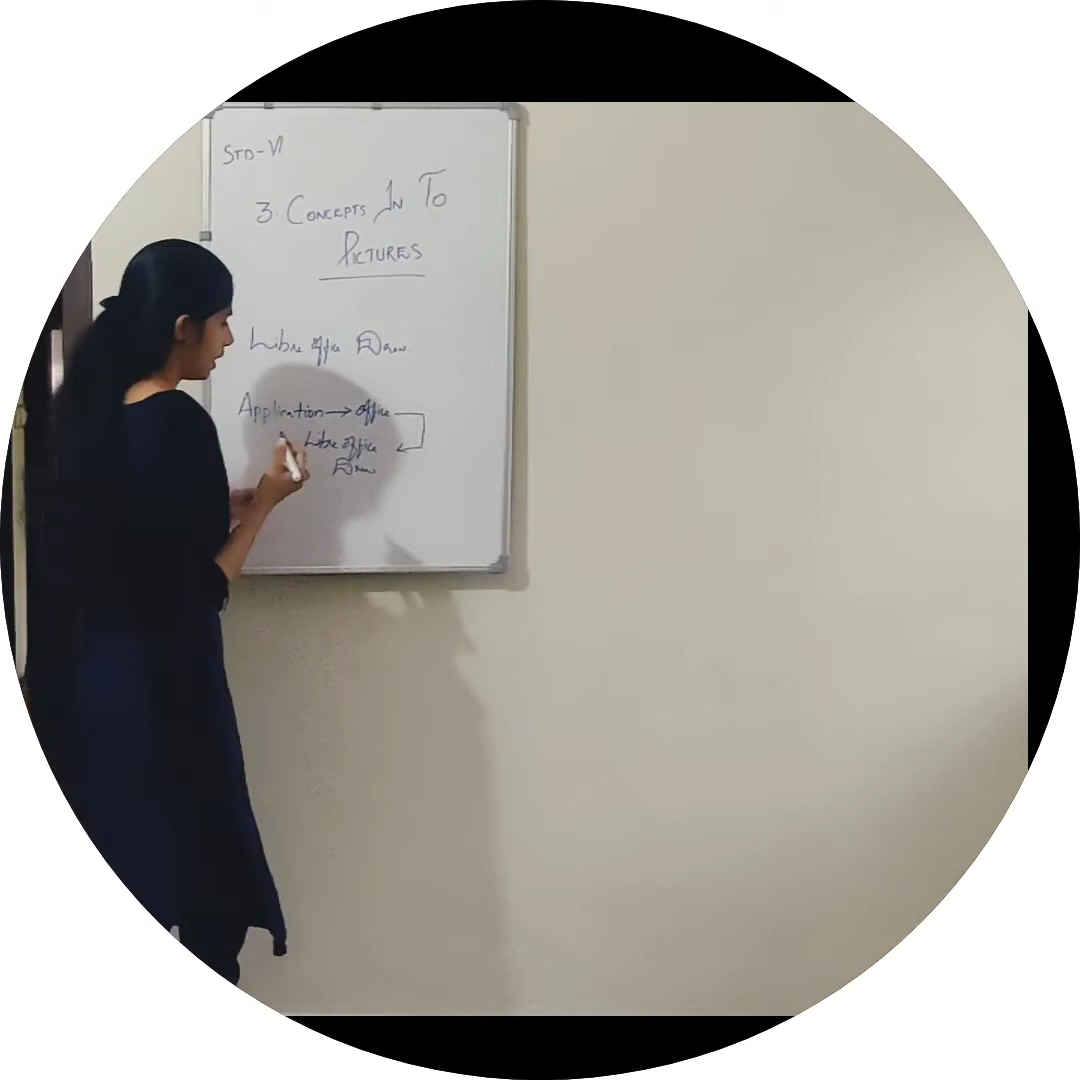 STD-VI
3. CONCEPTS IN TO
PICTURES
Libre office Draw
Application → office
Libre office
Draw